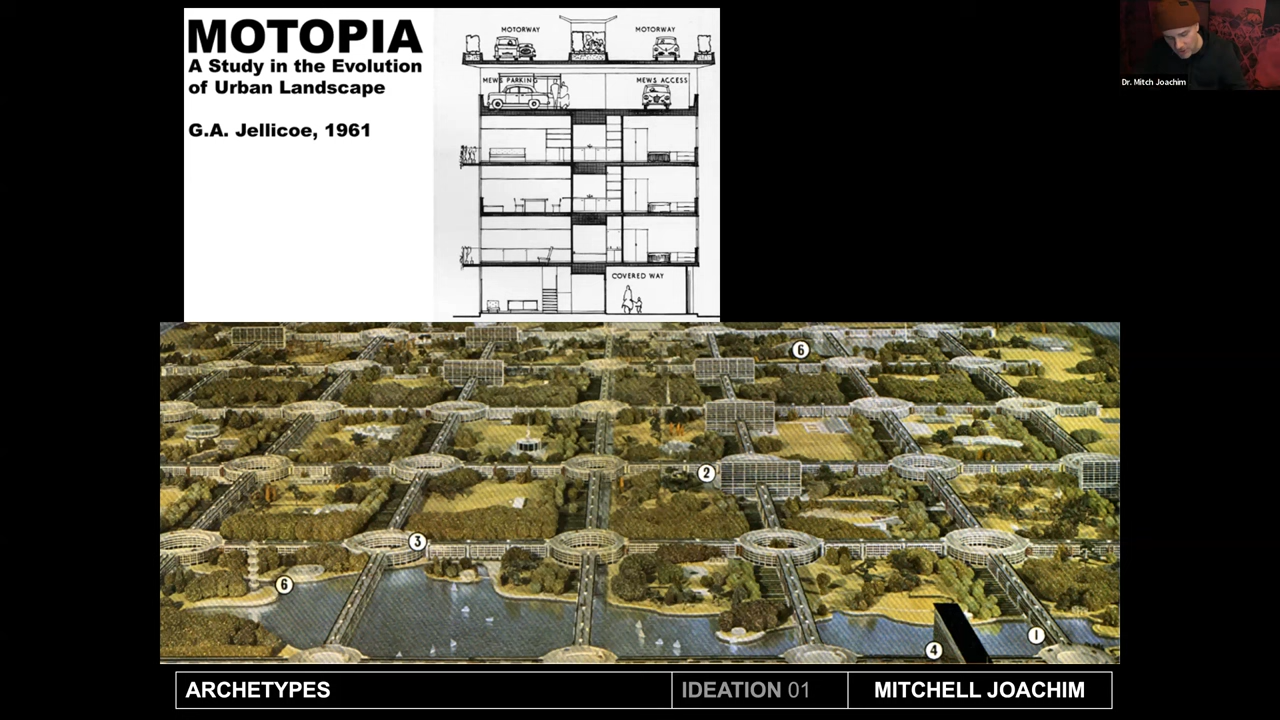 MOTOPIA
A Study in the Evolution
of Urban Landscape
G.A. Jellicoe, 1961
MOTORWAY
MOTORWAY
MEWS PARKING
MEWS ACCESS
COVERED WAY
Dr. Mitch Joachim
6
2
3
6
1
4
ARCHETYPES
IDEATION 01
MITCHELL JOACHIM